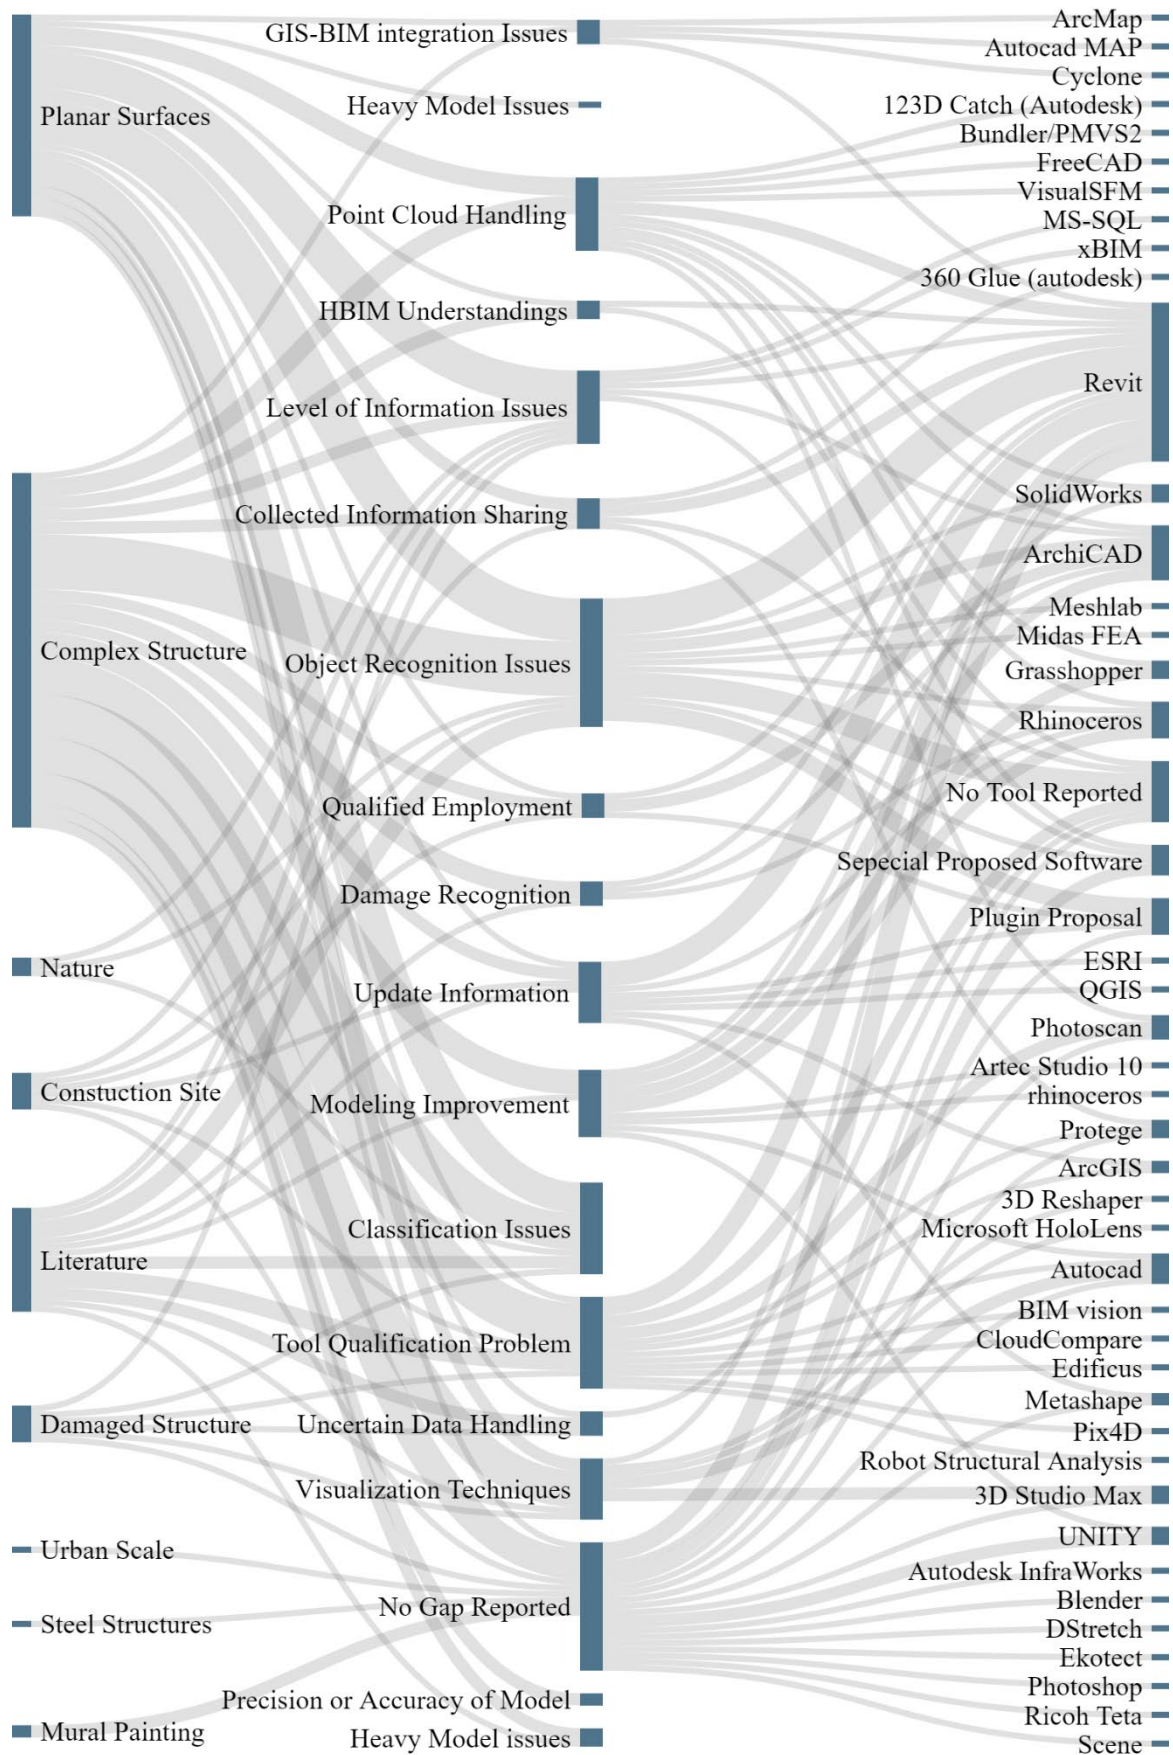 Planar Surfaces
Complex Structure
Nature
Constuction Site
Literature
Damaged Structure
Urban Scale
Steel Structures
Mural Painting
GIS-BIM integration Issues
Heavy Model Issues
Point Cloud Handling
HBIM Understandings
Level of Information Issues
Collected Information Sharing
Object Recognition Issues
Qualified Employment
Damage Recognition
Update Information
Modeling Improvement
Classification Issues
Tool Qualification Problem
Uncertain Data Handling
Visualization Techniques
No Gap Reported
Precision or Accuracy of Model
Heavy Model issues
ArcMap
Autocad MAP
Cyclone
123D Catch (Autodesk)
Bundler/PMVS2
FreeCAD
VisualSFM
MS-SQL
xBIM
360 Glue (autodesk)
Revit
SolidWorks
ArchiCAD
Meshlab
Midas FEA
Grasshopper
Rhinoceros
No Tool Reported
Sepecial Proposed Software
Plugin Proposal
ESRI
QGIS
Photoscan
Artec Studio 10
rhinoceros
Protege
ArcGIS
3D Reshaper
Microsoft HoloLens
Autocad
BIM vision
CloudCompare
Edificus
Metashape
Pix4D
Robot Structural Analysis
3D Studio Max
UNITY
Autodesk InfraWorks
Blender
DStretch
Ekotect
Photoshop
Ricoh Teta
Scene